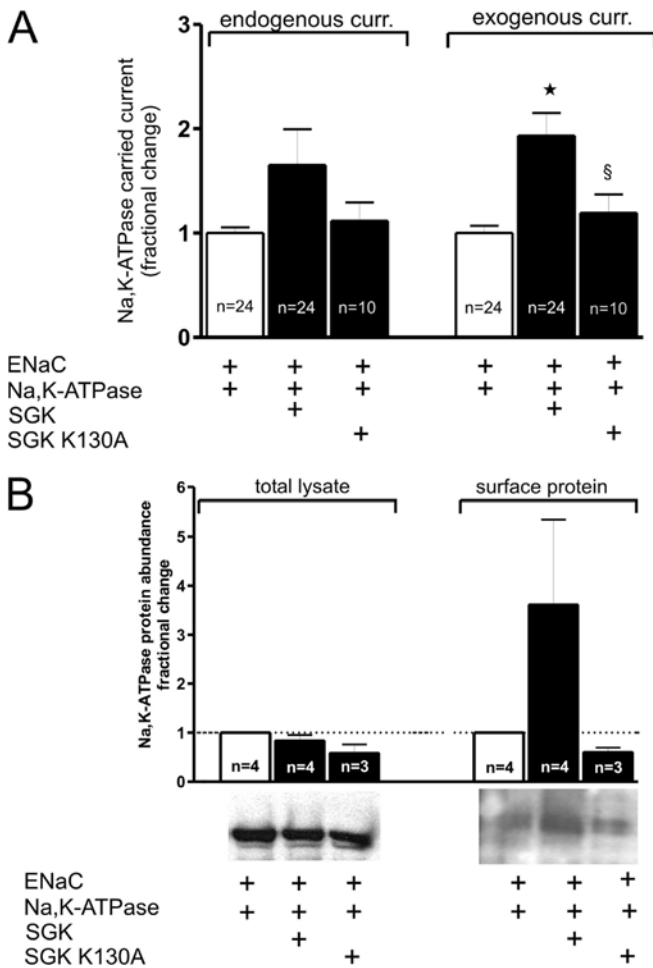 A
endogenous curr.
exogenous curr.
Na,K-ATPase carried current
(fractional change)
3
2
1
0
★
§
n=24
n=24
n=10
n=24
n=24
n=10
ENaC + + + + + +
Na,K-ATPase + + + + + +
SGK + +
SGK K130A + +
B
total lysate
surface protein
Na,K-ATPase protein abundance
fractional change
6
5
4
3
2
1
0
n=4
n=4
n=3
n=4
n=4
n=3
ENaC + + + + + +
Na,K-ATPase + + + + + +
SGK + +
SGK K130A + +